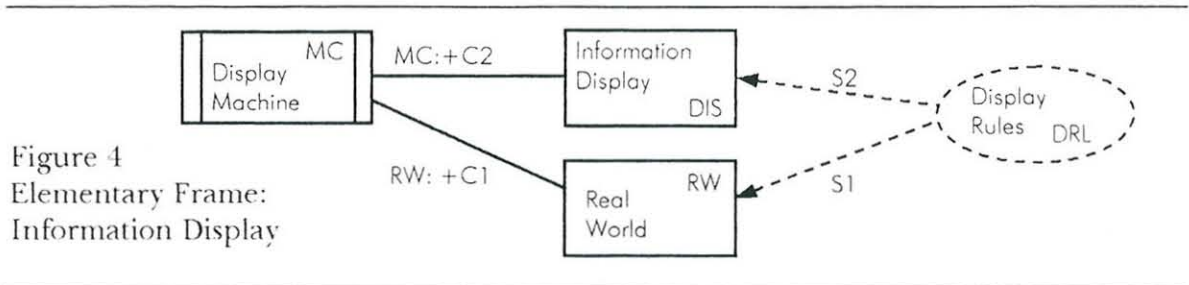 MC
Display
Machine
MC:+C2
Information
Display
DIS
S2
Display
Rules DRL
Figure 4
Elementary Frame:
Information Display
RW: +C1
RW
Real
World
S1